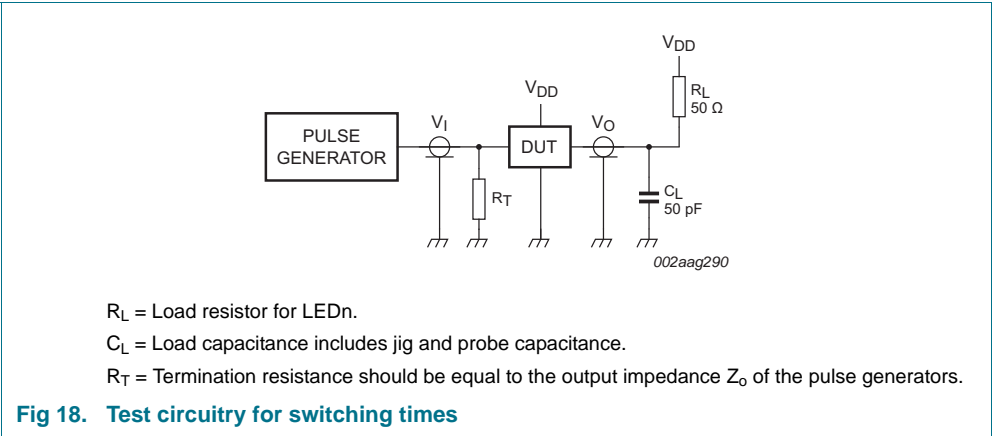 VDD
RL
50 Ω
VDD
VI
VO
PULSE
GENERATOR
DUT
RT
CL
50 pF
002aag290
RL = Load resistor for LEDn.
CL = Load capacitance includes jig and probe capacitance.
RT = Termination resistance should be equal to the output impedance Zo of the pulse generators.
Fig 18. Test circuitry for switching times